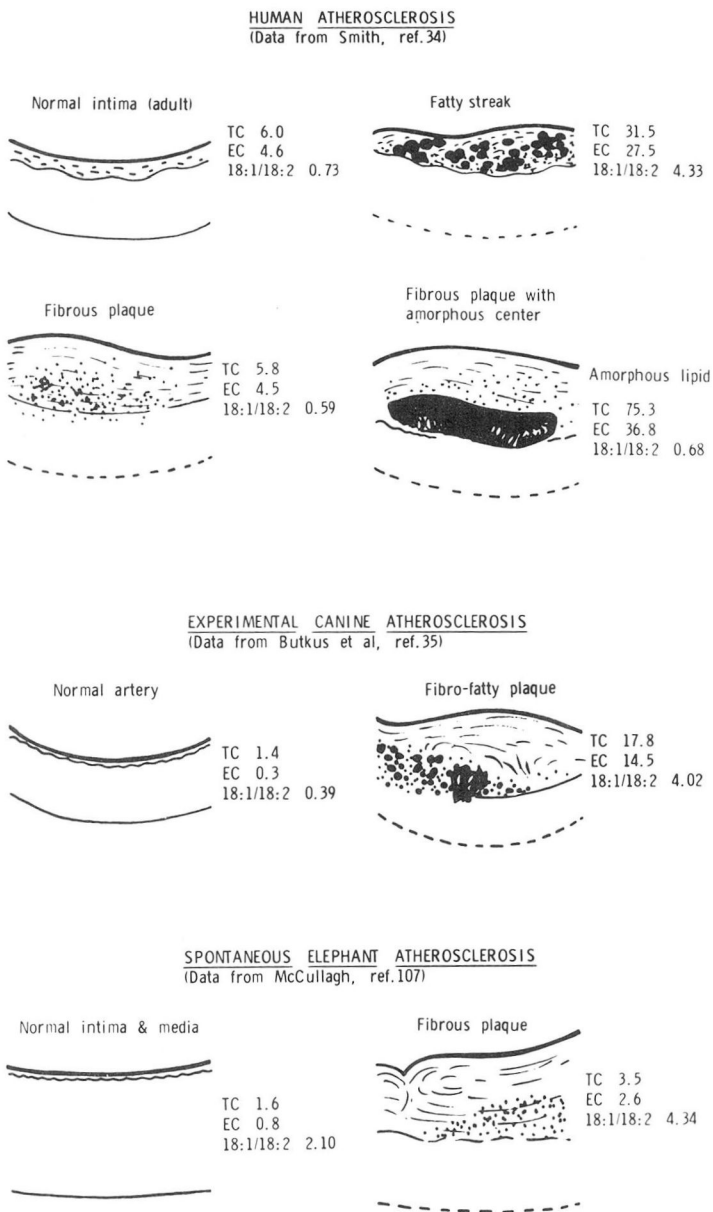 HUMAN ATHEROSCLEROSIS
(Data from Smith, ref.34)
Normal intima (adult)
TC 6.0
EC 4.6
18:1/18:2 0.73
Fatty streak
TC 31.5
EC 27.5
18:1/18:2 4.33
Fibrous plaque
TC 5.8
EC 4.5
18:1/18:2 0.59
Fibrous plaque with
amorphous center
Amorphous lipid
TC 75.3
EC 36.8
18:1/18:2 0.68
EXPERIMENTAL CANINE ATHEROSCLEROSIS
(Data from Butkus et al, ref.35)
Normal artery
TC 1.4
EC 0.3
18:1/18:2 0.39
Fibro-fatty plaque
TC 17.8
EC 14.5
18:1/18:2 4.02
SPONTANEOUS ELEPHANT ATHEROSCLEROSIS
(Data from McCullagh, ref.107)
Normal intima & media
TC 1.6
EC 0.8
18:1/18:2 2.10
Fibrous plaque
TC 3.5
EC 2.6
18:1/18:2 4.34